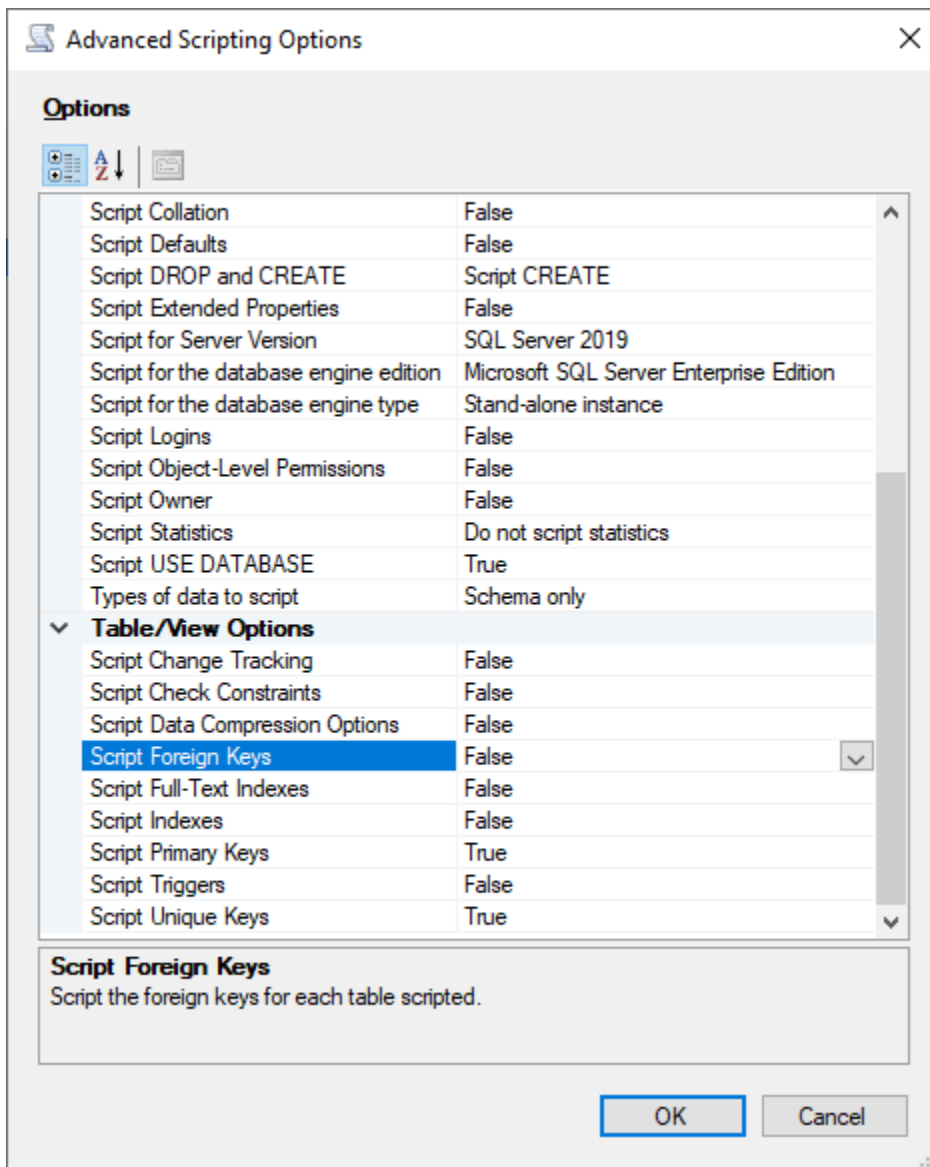 Advanced Scripting Options
Options
Script Collation False
Script Defaults False
Script DROP and CREATE Script CREATE
Script Extended Properties False
Script for Server Version SQL Server 2019
Script for the database engine edition Microsoft SQL Server Enterprise Edition
Script for the database engine type Stand-alone instance
Script Logins False
Script Object-Level Permissions False
Script Owner False
Script Statistics Do not script statistics
Script USE DATABASE True
Types of data to script Schema only
Table/View Options
Script Change Tracking False
Script Check Constraints False
Script Data Compression Options False
Script Foreign Keys False
Script Full-Text Indexes False
Script Indexes False
Script Primary Keys True
Script Triggers False
Script Unique Keys True
Script Foreign Keys
Script the foreign keys for each table scripted.
OK Cancel